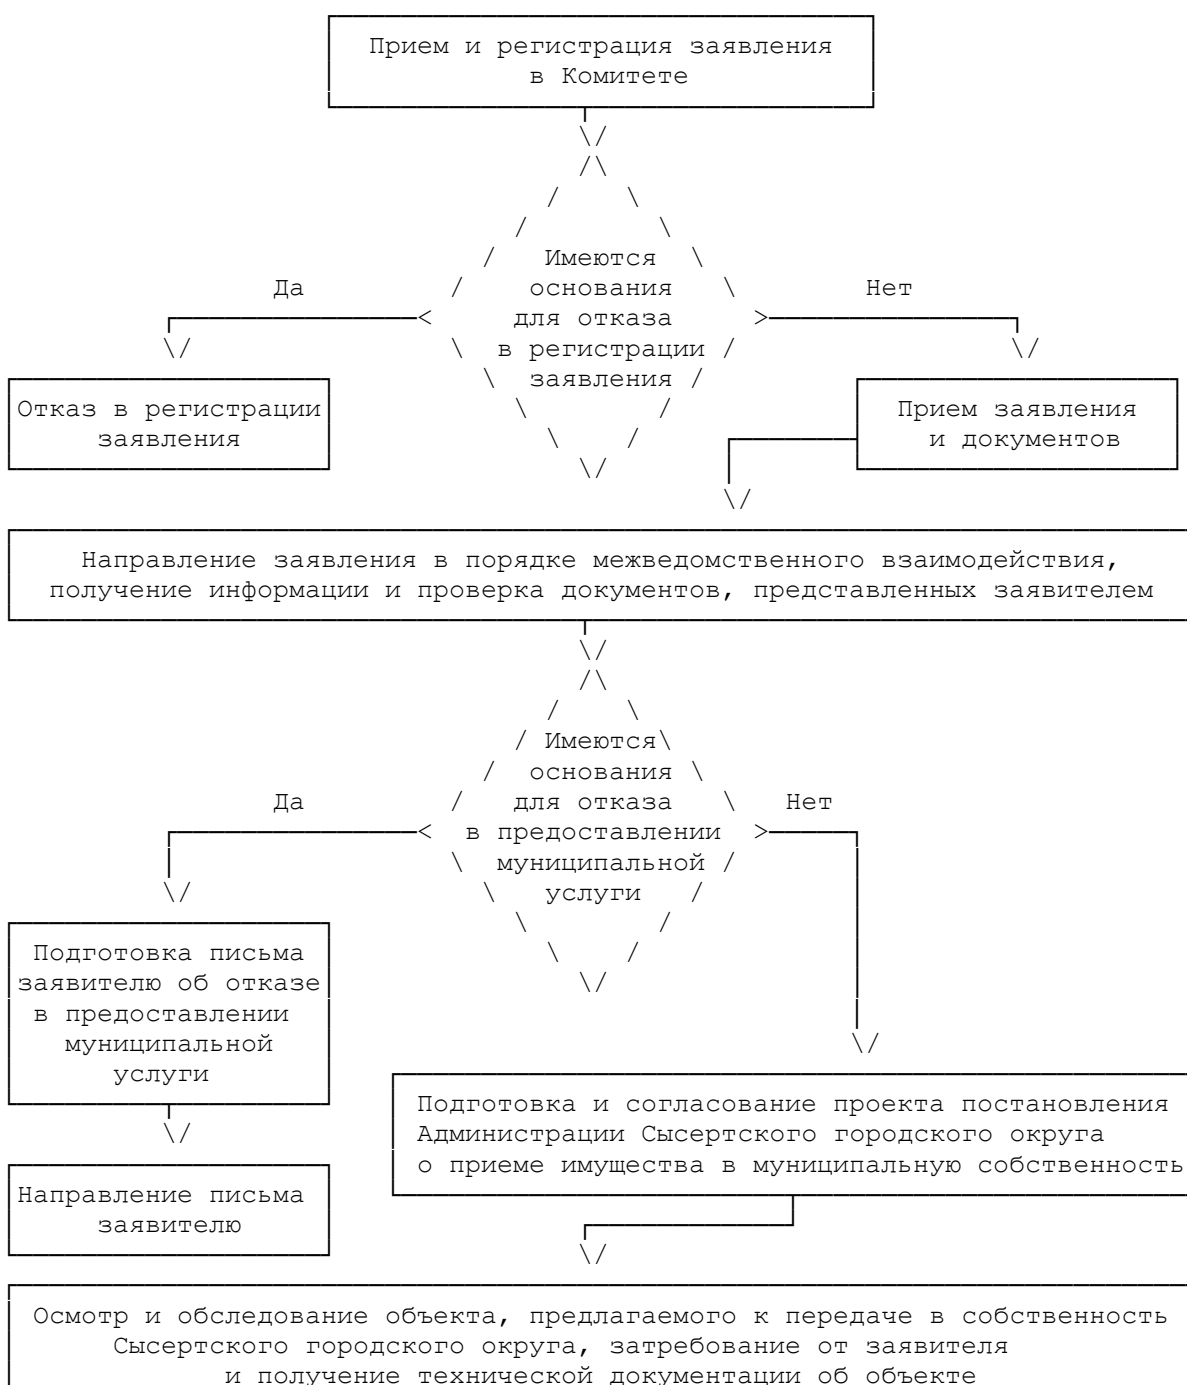 Прием и регистрация заявления
в Комитете
Имеются
основания
для отказа
в регистрации
заявления
Да
Нет
Отказ в регистрации
заявления
Прием заявления
и документов
Направление заявления в порядке межведомственного взаимодействия,
получение информации и проверка документов, представленных заявителем
Имеются
основания
для отказа
в предоставлении
муниципальной
услуги
Да
Нет
Подготовка письма
заявителю об отказе
в предоставлении
муниципальной
услуги
Направление письма
заявителю
Подготовка и согласование проекта постановления
Администрации Сысертского городского округа
о приеме имущества в муниципальную собственность
Осмотр и обследование объекта, предлагаемого к передаче в собственность
Сысертского городского округа, затребование от заявителя
и получение технической документации об объекте